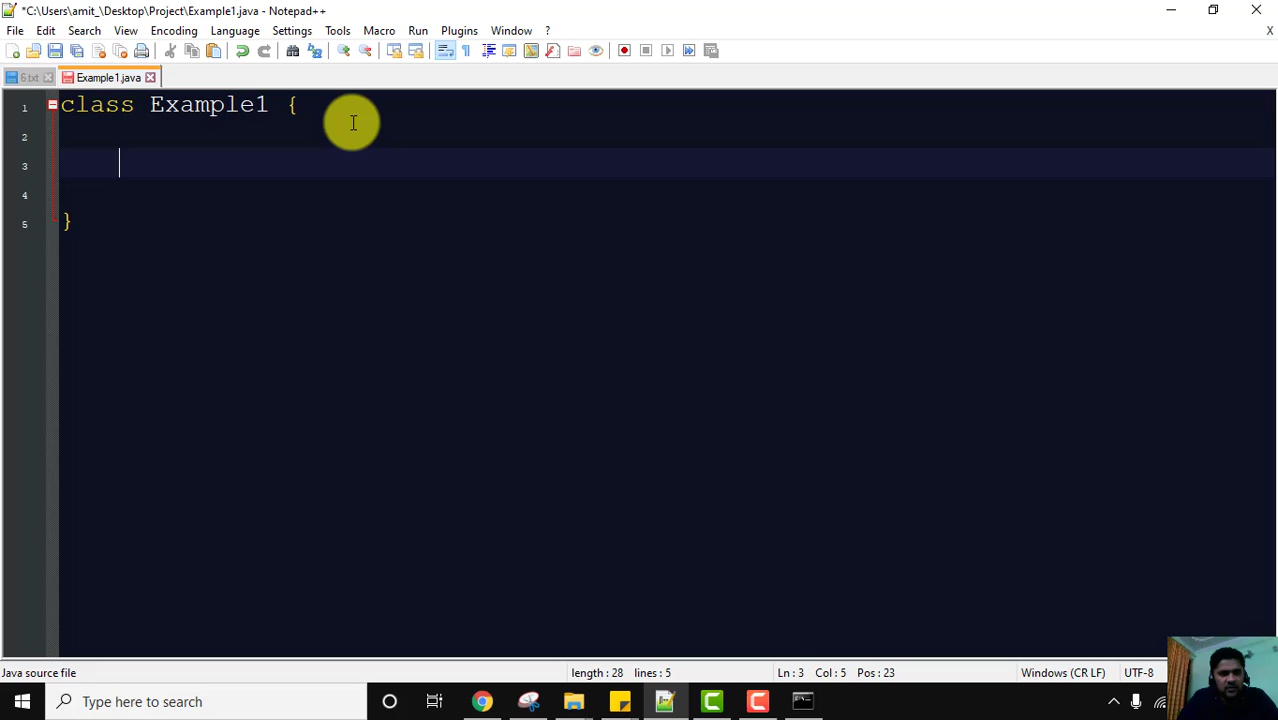 *C:\Users\amit_\Desktop\Project\Example1.java - Notepad++
File Edit Search View Encoding Language Settings Tools Macro Run Plugins Window ? X
6.txt Example1.java
1 class Example1 {
2
3
4
5 }
Java source file length : 28 lines : 5 Ln : 3 Col : 5 Pos : 23 Windows (CR LF) UTF-8
Type here to search